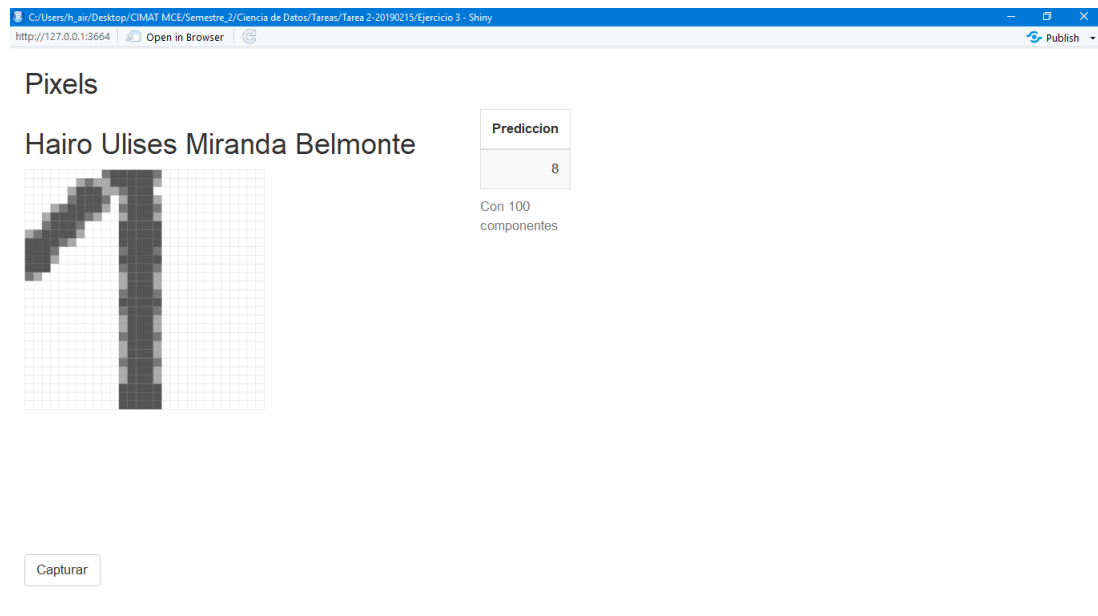 C:/Users/h_air/Desktop/CIMAT MCE/Semestre_2/Ciencia de Datos/Tareas/Tarea 2-20190215/Ejercicio 3 - Shiny
http://127.0.0.1:3664 Open in Browser Publish
Pixels
Hairo Ulises Miranda Belmonte
Prediccion
8
Con 100
componentes
Capturar